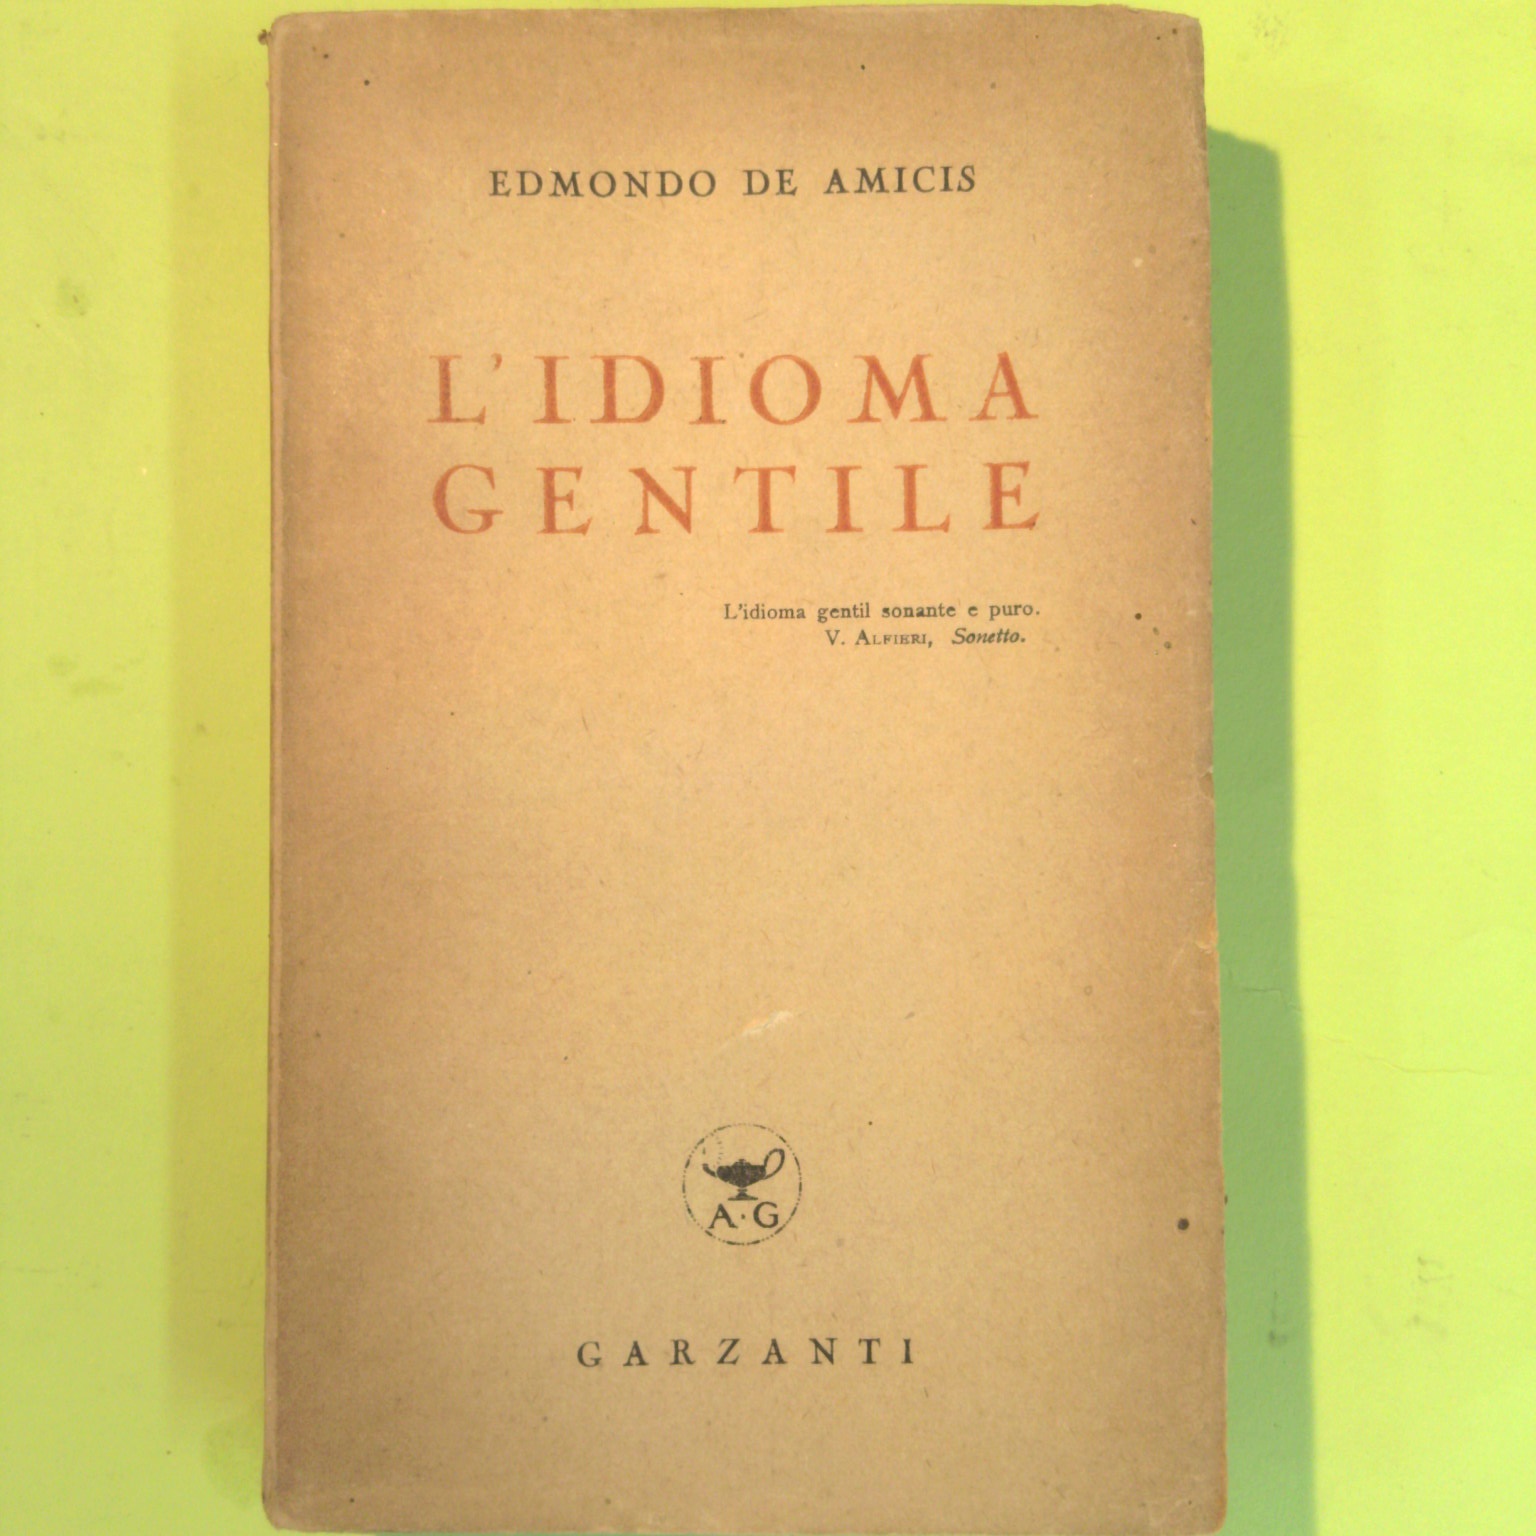 EDMONDO DE AMICIS
L'IDIOMA
GENTILE
L'idioma gentil sonante e puro.
V. ALFIERI, Sonetto.
A·G
GARZANTI